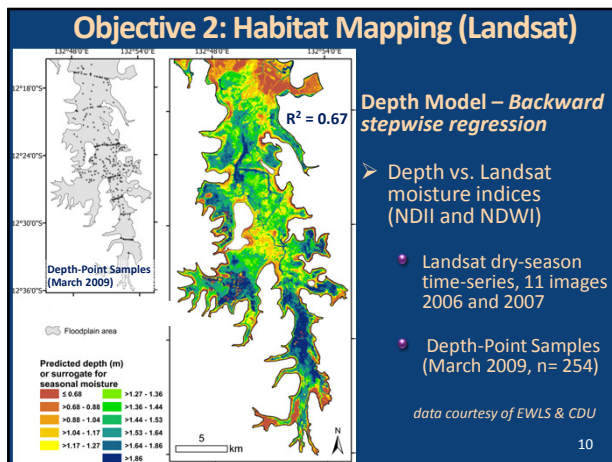 Objective 2: Habitat Mapping (Landsat)
132°48'0"E
132°54'0"E
132°48'0"E
132°54'0"E
12°18'0"S
12°24'0"S
12°30'0"S
12°36'0"S
Depth-Point Samples
(March 2009)
Floodplain area
Predicted depth (m)
or surrogate for
seasonal moisture
≤ 0.68
>0.68 - 0.88
>0.88 - 1.04
>1.04 - 1.17
>1.17 - 1.27
>1.27 - 1.36
>1.36 - 1.44
>1.44 - 1.53
>1.53 - 1.64
>1.64 - 1.86
>1.86
R² = 0.67
5
km
N
Depth Model – Backward
stepwise regression
➢ Depth vs. Landsat
moisture indices
(NDII and NDWI)
Landsat dry-season
time-series, 11 images
2006 and 2007
Depth-Point Samples
(March 2009, n= 254)
data courtesy of EWLS & CDU
10